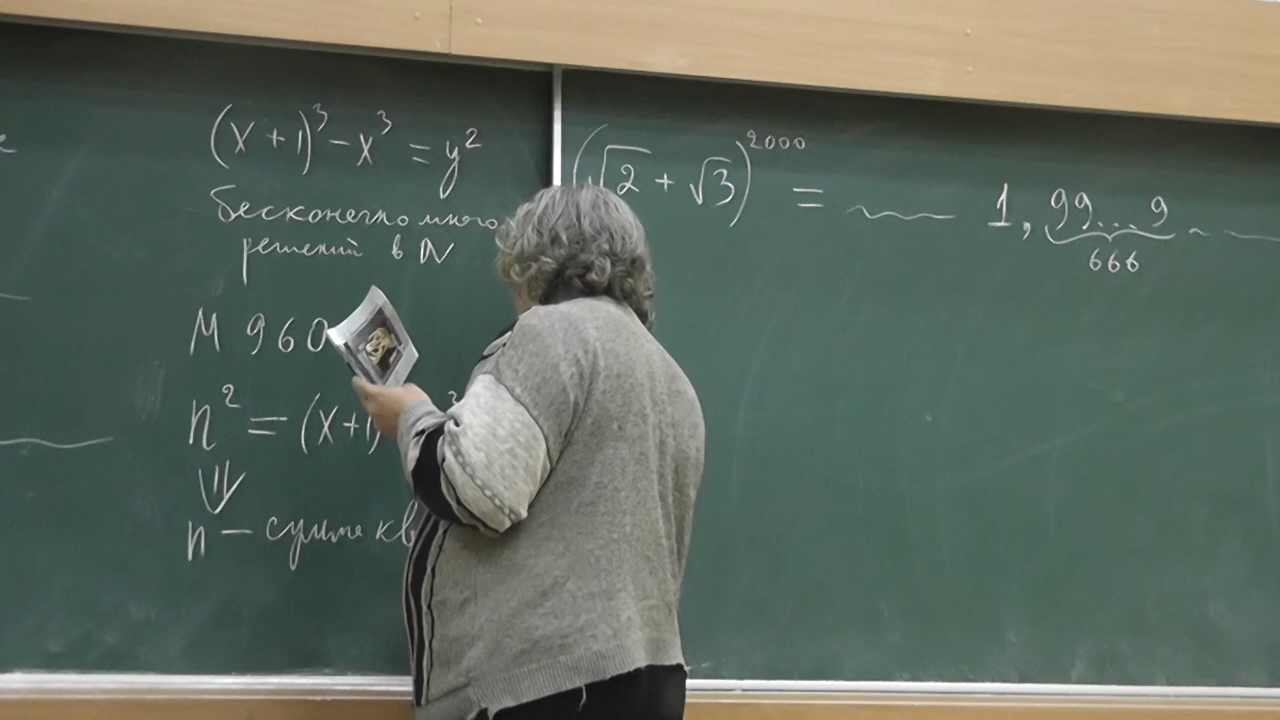 (x + 1)³ − x³ = y²
бесконечно много
решений в N
М 960
n² = (x+1)³
⇓
n – сумма кв
(√2 + √3)²⁰⁰⁰ = 1, 99...9
666